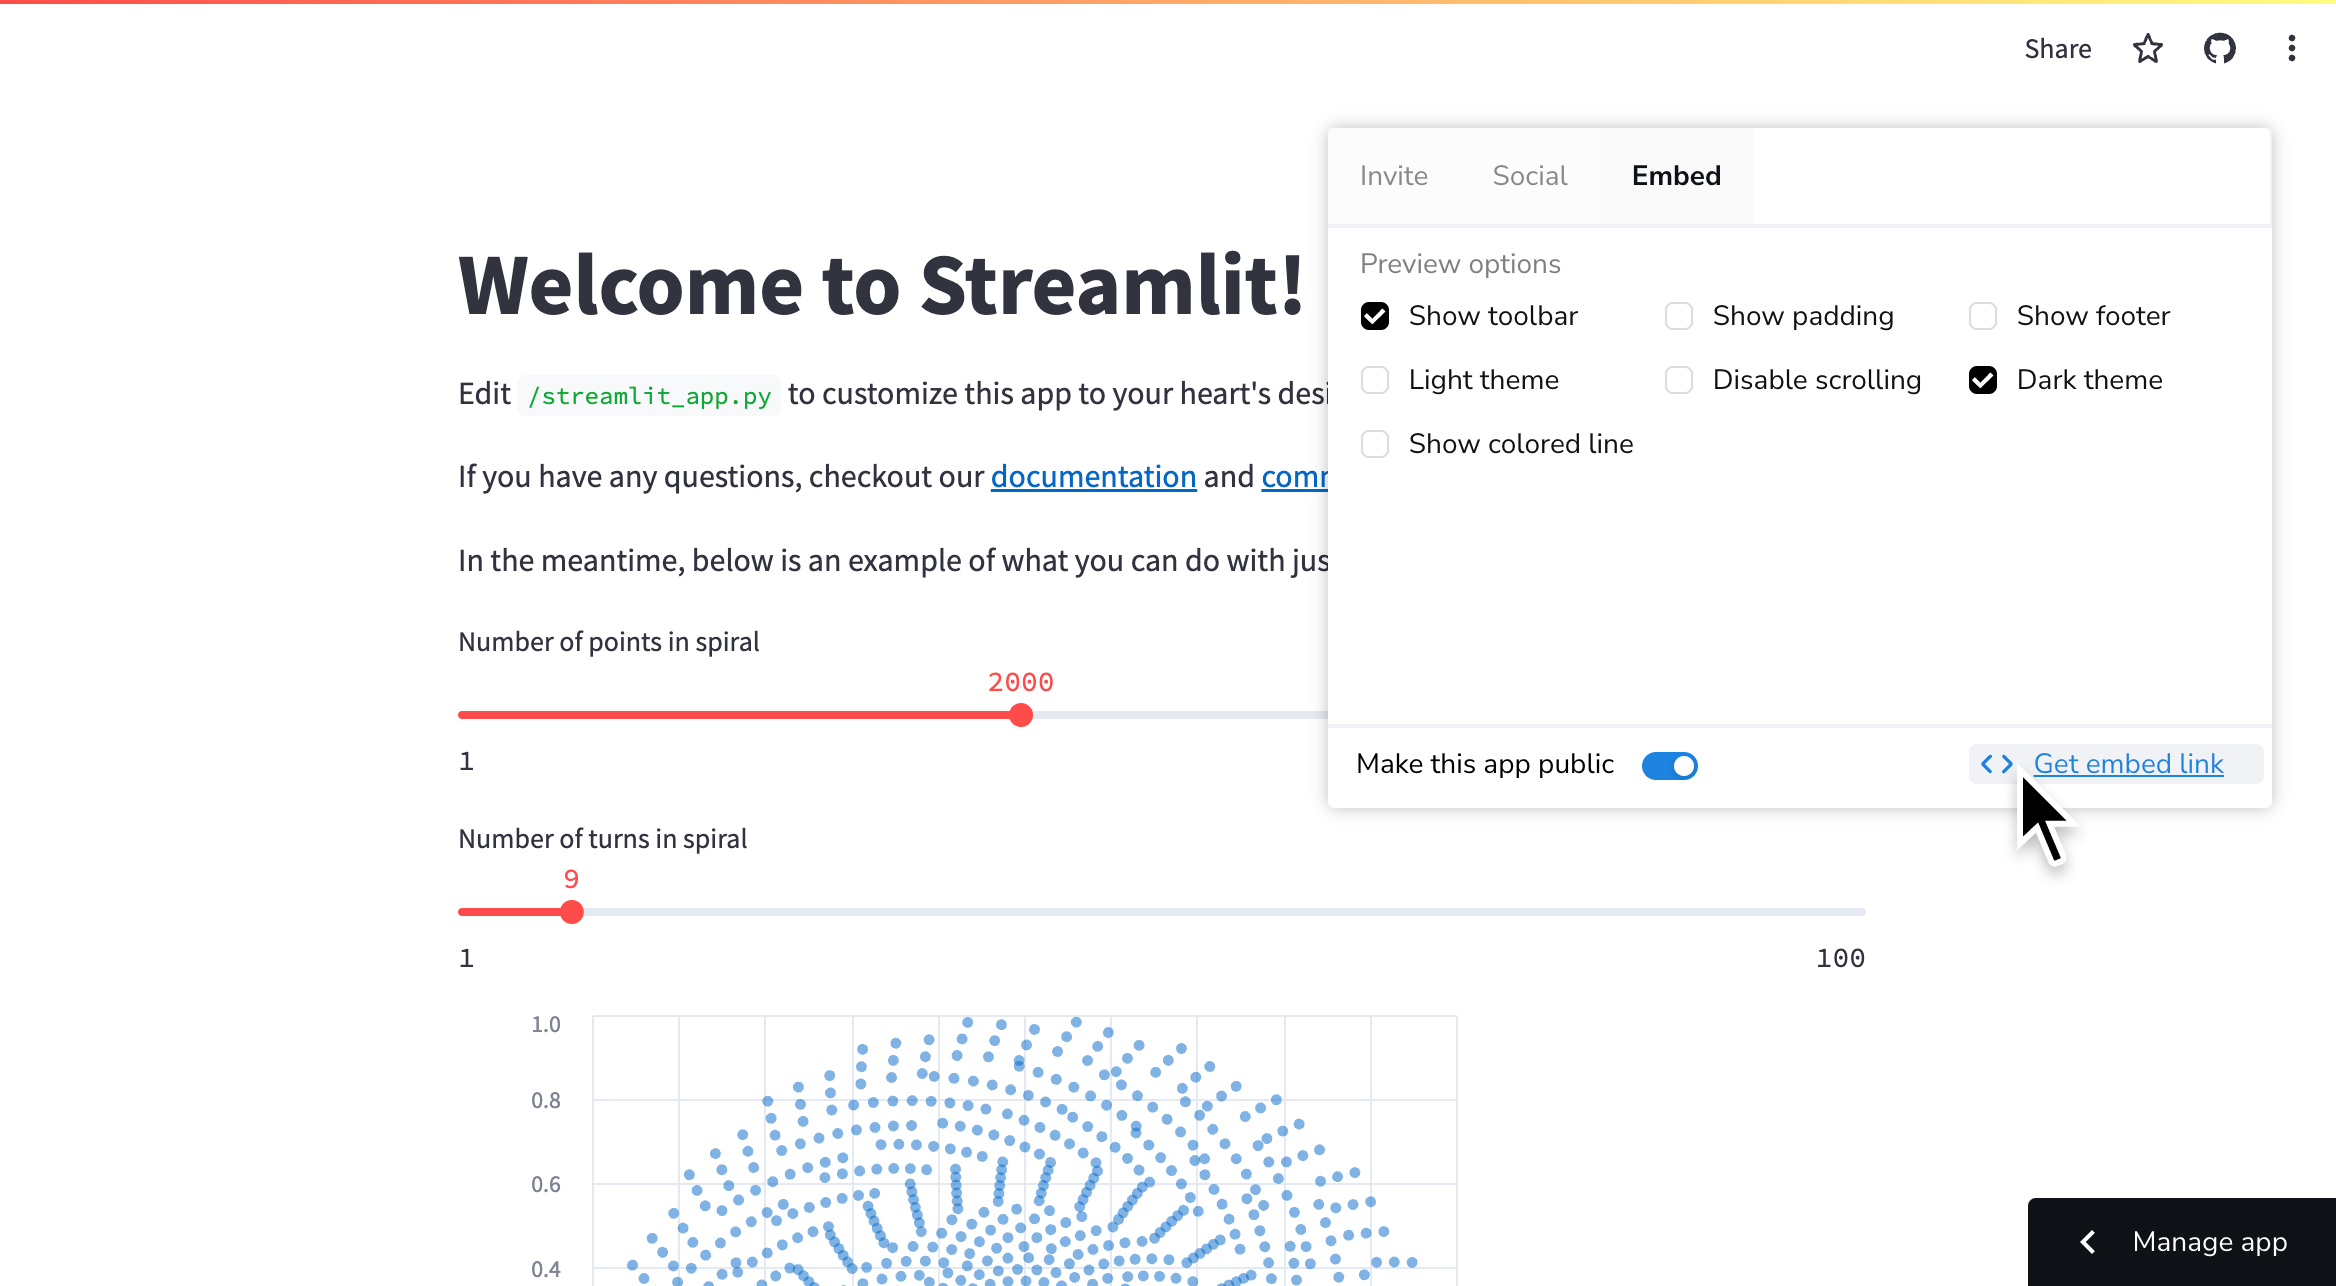 Share
Invite Social Embed
Preview options
Show toolbar Show padding Show footer
Light theme Disable scrolling Dark theme
Show colored line
Make this app public Get embed link
Welcome to Streamlit!
Edit /streamlit_app.py to customize this app to your heart's desi
If you have any questions, checkout our documentation and comm
In the meantime, below is an example of what you can do with jus
Number of points in spiral
2000
1
Number of turns in spiral
9
1 100
1.0
0.8
0.6
0.4
Manage app